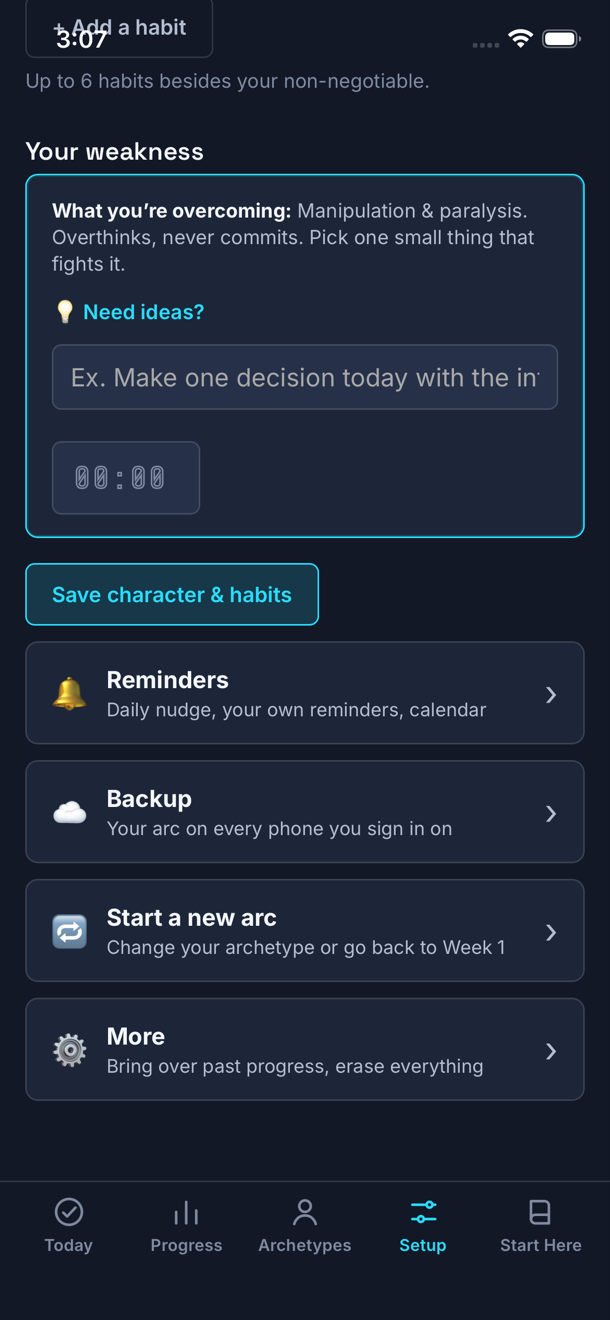 + Add a habit
3:07
Up to 6 habits besides your non-negotiable.
Your weakness
What you’re overcoming: Manipulation & paralysis.
Overthinks, never commits. Pick one small thing that
fights it.
Need ideas?
Ex. Make one decision today with the in
00:00
Save character & habits
Reminders
Daily nudge, your own reminders, calendar
Backup
Your arc on every phone you sign in on
Start a new arc
Change your archetype or go back to Week 1
More
Bring over past progress, erase everything
Today
Progress
Archetypes
Setup
Start Here